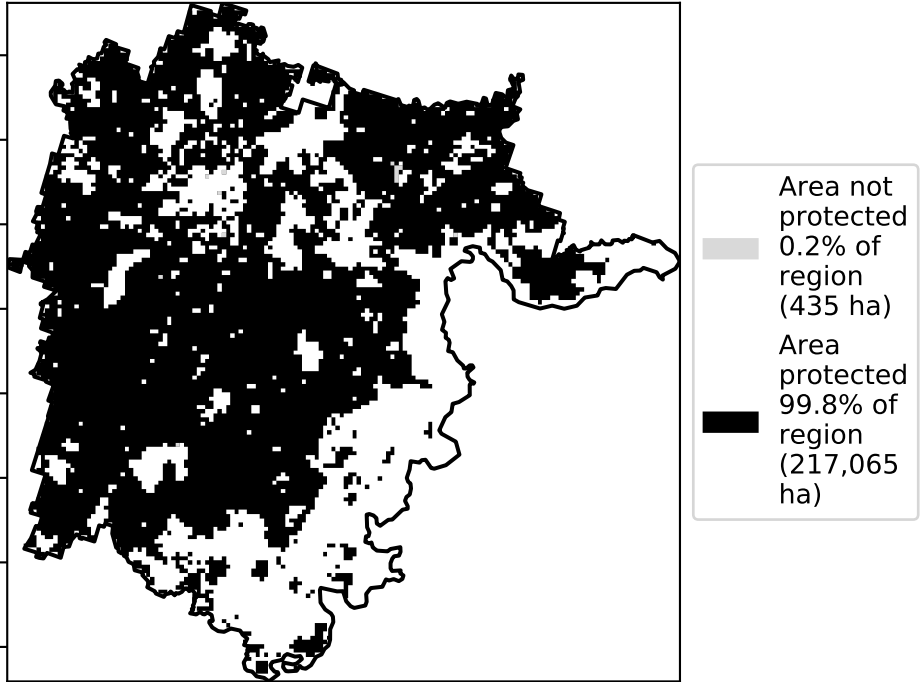 Area not
protected
0.2% of
region
(435 ha)
Area
protected
99.8% of
region
(217,065
ha)